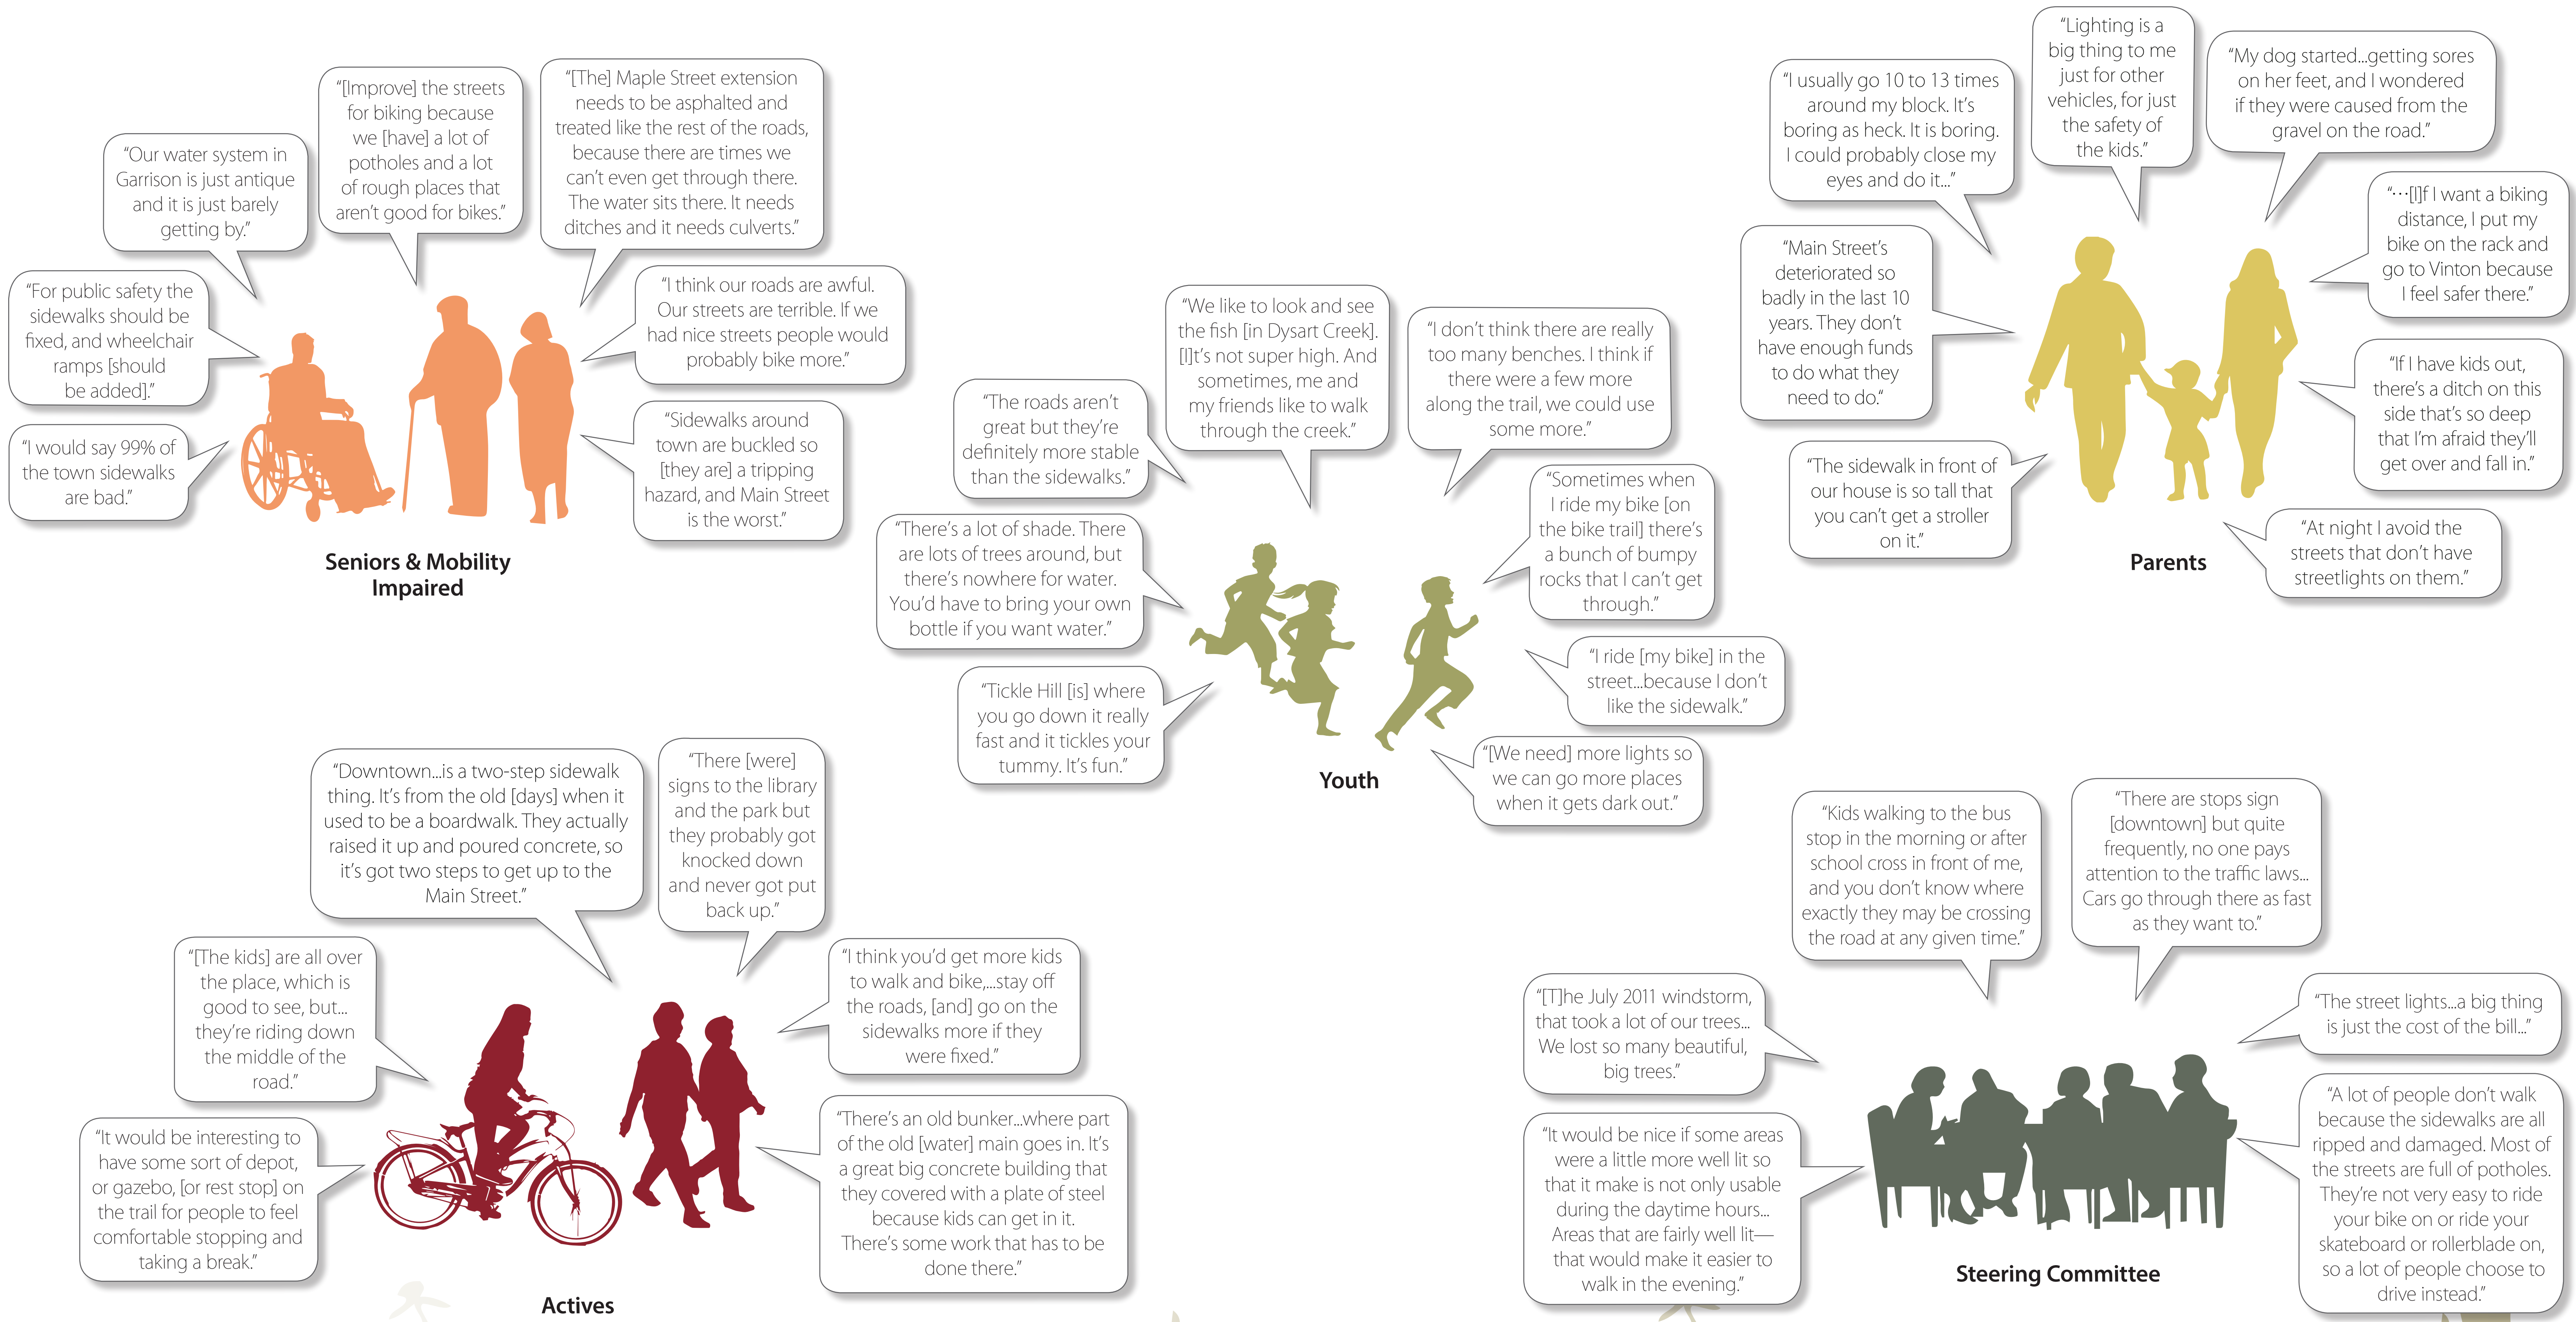 “Our water system in
Garrison is just antique
and it is just barely
getting by.”
“[Improve] the streets
for biking because
we [have] a lot of
potholes and a lot
of rough places that
aren’t good for bikes.”
“[The] Maple Street extension
needs to be asphalted and
treated like the rest of the roads,
because there are times we
can’t even get through there.
The water sits there. It needs
ditches and it needs culverts.”
“For public safety the
sidewalks should be
fixed, and wheelchair
ramps [should
be added].”
“I think our roads are awful.
Our streets are terrible. If we
had nice streets people would
probably bike more.”
“I would say 99% of
the town sidewalks
are bad.”
“Sidewalks around
town are buckled so
[they are] a tripping
hazard, and Main Street
is the worst.”
Seniors & Mobility
Impaired
“We like to look and see
the fish [in Dysart Creek].
[I]t’s not super high. And
sometimes, me and
my friends like to walk
through the creek.”
“I don’t think there are really
too many benches. I think if
there were a few more
along the trail, we could use
some more.”
“The roads aren’t
great but they’re
definitely more stable
than the sidewalks.”
“Sometimes when
I ride my bike [on
the bike trail] there’s
a bunch of bumpy
rocks that I can’t get
through.”
“There’s a lot of shade. There
are lots of trees around, but
there’s nowhere for water.
You’d have to bring your own
bottle if you want water.”
“I ride [my bike] in the
street...because I don’t
like the sidewalk.”
“Tickle Hill [is] where
you go down it really
fast and it tickles your
tummy. It’s fun.”
“[We need] more lights so
we can go more places
when it gets dark out.”
Youth
“I usually go 10 to 13 times
around my block. It’s
boring as heck. It is boring.
I could probably close my
eyes and do it...”
“Lighting is a
big thing to me
just for other
vehicles, for just
the safety of
the kids.”
“My dog started...getting sores
on her feet, and I wondered
if they were caused from the
gravel on the road.”
“…[I]f I want a biking
distance, I put my
bike on the rack and
go to Vinton because
I feel safer there.”
“Main Street’s
deteriorated so
badly in the last 10
years. They don’t
have enough funds
to do what they
need to do.“
“If I have kids out,
there’s a ditch on this
side that’s so deep
that I’m afraid they’ll
get over and fall in.”
“The sidewalk in front of
our house is so tall that
you can’t get a stroller
on it.”
“At night I avoid the
streets that don’t have
streetlights on them.”
Parents
“Downtown...is a two-step sidewalk
thing. It’s from the old [days] when it
used to be a boardwalk. They actually
raised it up and poured concrete, so
it’s got two steps to get up to the
Main Street.”
“There [were]
signs to the library
and the park but
they probably got
knocked down
and never got put
back up.”
“[The kids] are all over
the place, which is
good to see, but...
they’re riding down
the middle of the
road.”
“I think you’d get more kids
to walk and bike,...stay off
the roads, [and] go on the
sidewalks more if they
were fixed.”
“It would be interesting to
have some sort of depot,
or gazebo, [or rest stop] on
the trail for people to feel
comfortable stopping and
taking a break.”
“There’s an old bunker...where part
of the old [water] main goes in. It’s
a great big concrete building that
they covered with a plate of steel
because kids can get in it.
There’s some work that has to be
done there.”
Actives
“Kids walking to the bus
stop in the morning or after
school cross in front of me,
and you don’t know where
exactly they may be crossing
the road at any given time.”
“There are stops sign
[downtown] but quite
frequently, no one pays
attention to the traffic laws...
Cars go through there as fast
as they want to.”
“[T]he July 2011 windstorm,
that took a lot of our trees...
We lost so many beautiful,
big trees.”
“The street lights...a big thing
is just the cost of the bill...”
“It would be nice if some areas
were a little more well lit so
that it make is not only usable
during the daytime hours...
Areas that are fairly well lit—
that would make it easier to
walk in the evening.”
“A lot of people don’t walk
because the sidewalks are all
ripped and damaged. Most of
the streets are full of potholes.
They’re not very easy to ride
your bike on or ride your
skateboard or rollerblade on,
so a lot of people choose to
drive instead.”
Steering Committee